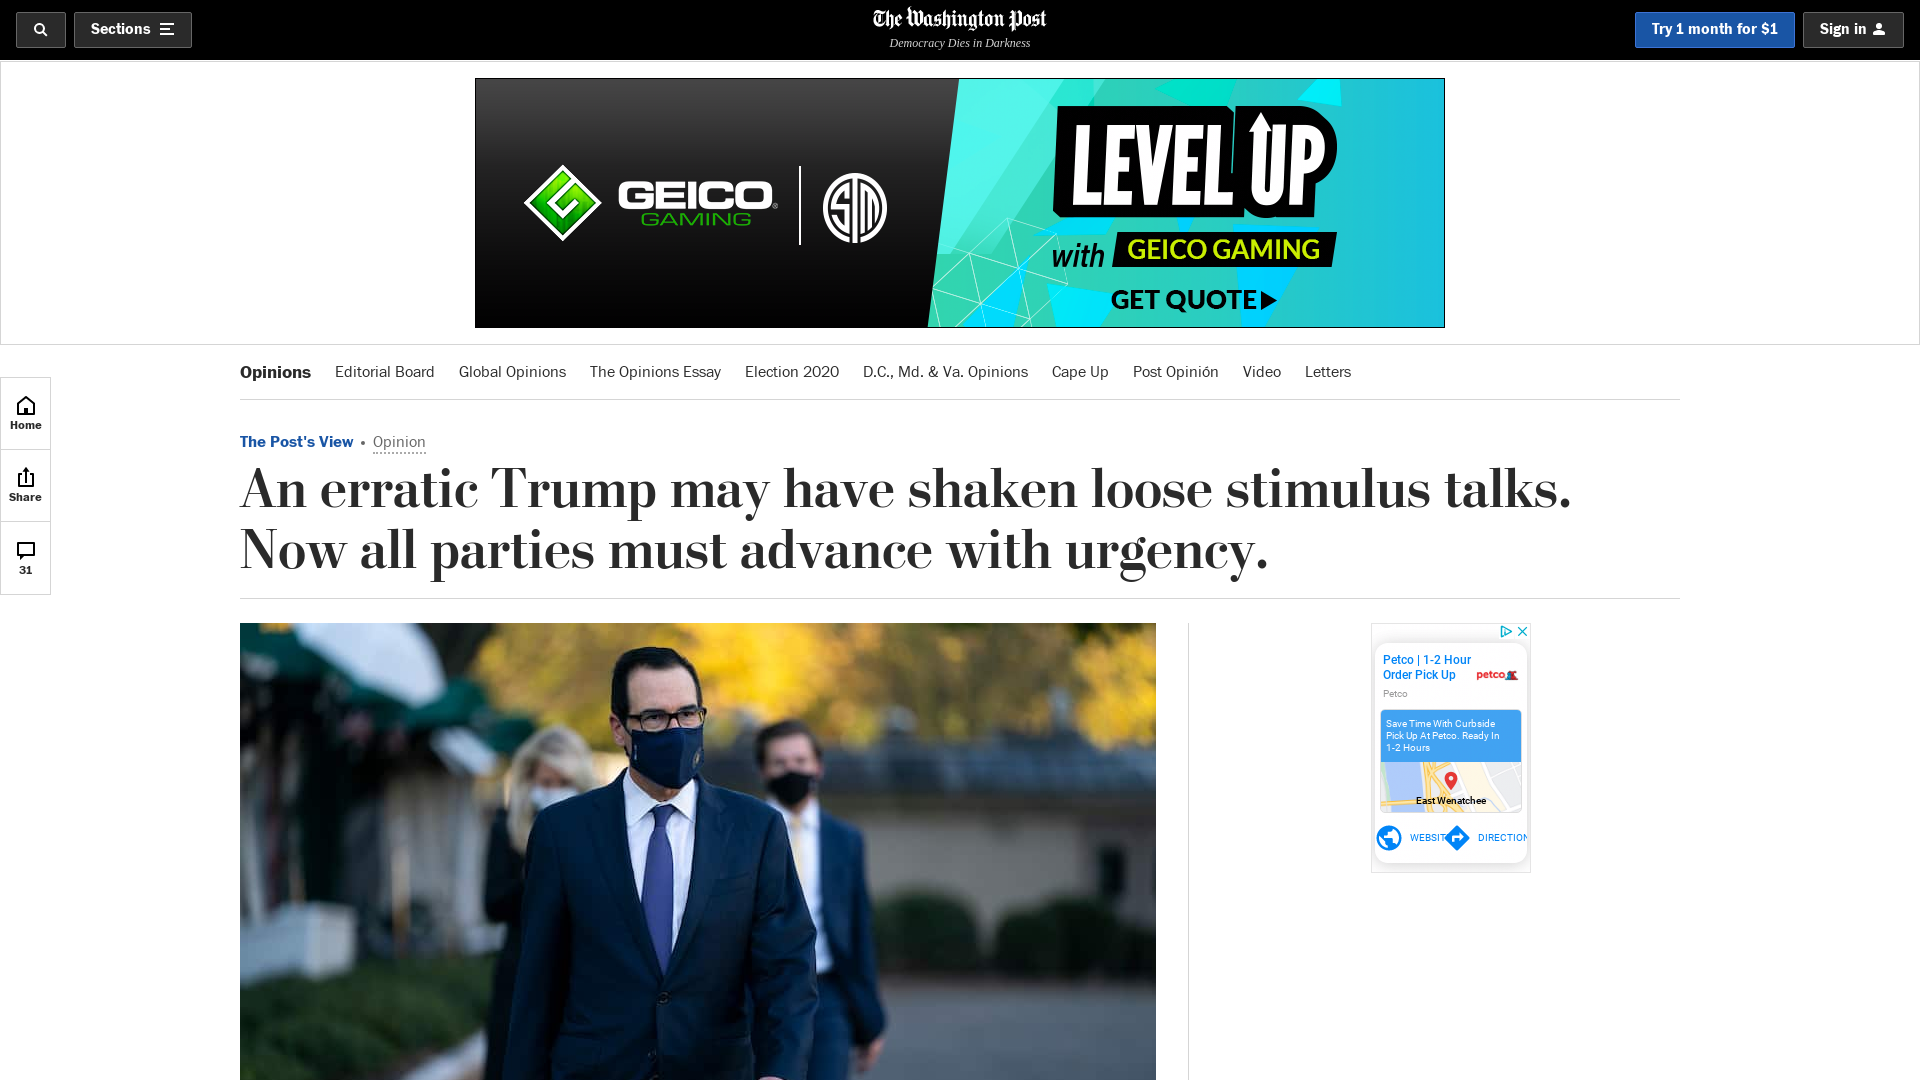 Sections
The Washington Post
Democracy Dies in Darkness
Try 1 month for $1
Sign in
GEICO®
GAMING
TSM
LEVEL UP
with GEICO GAMING
GET QUOTE
Opinions
Editorial Board
Global Opinions
The Opinions Essay
Election 2020
D.C., Md. & Va. Opinions
Cape Up
Post Opinión
Video
Letters
Home
Share
31
The Post's View • Opinion
An erratic Trump may have shaken loose stimulus talks.
Now all parties must advance with urgency.
Petco | 1-2 Hour
Order Pick Up
petco
Petco
Save Time With Curbside
Pick Up At Petco. Ready In
1-2 Hours
East Wenatchee
WEBSIT
DIRECTION